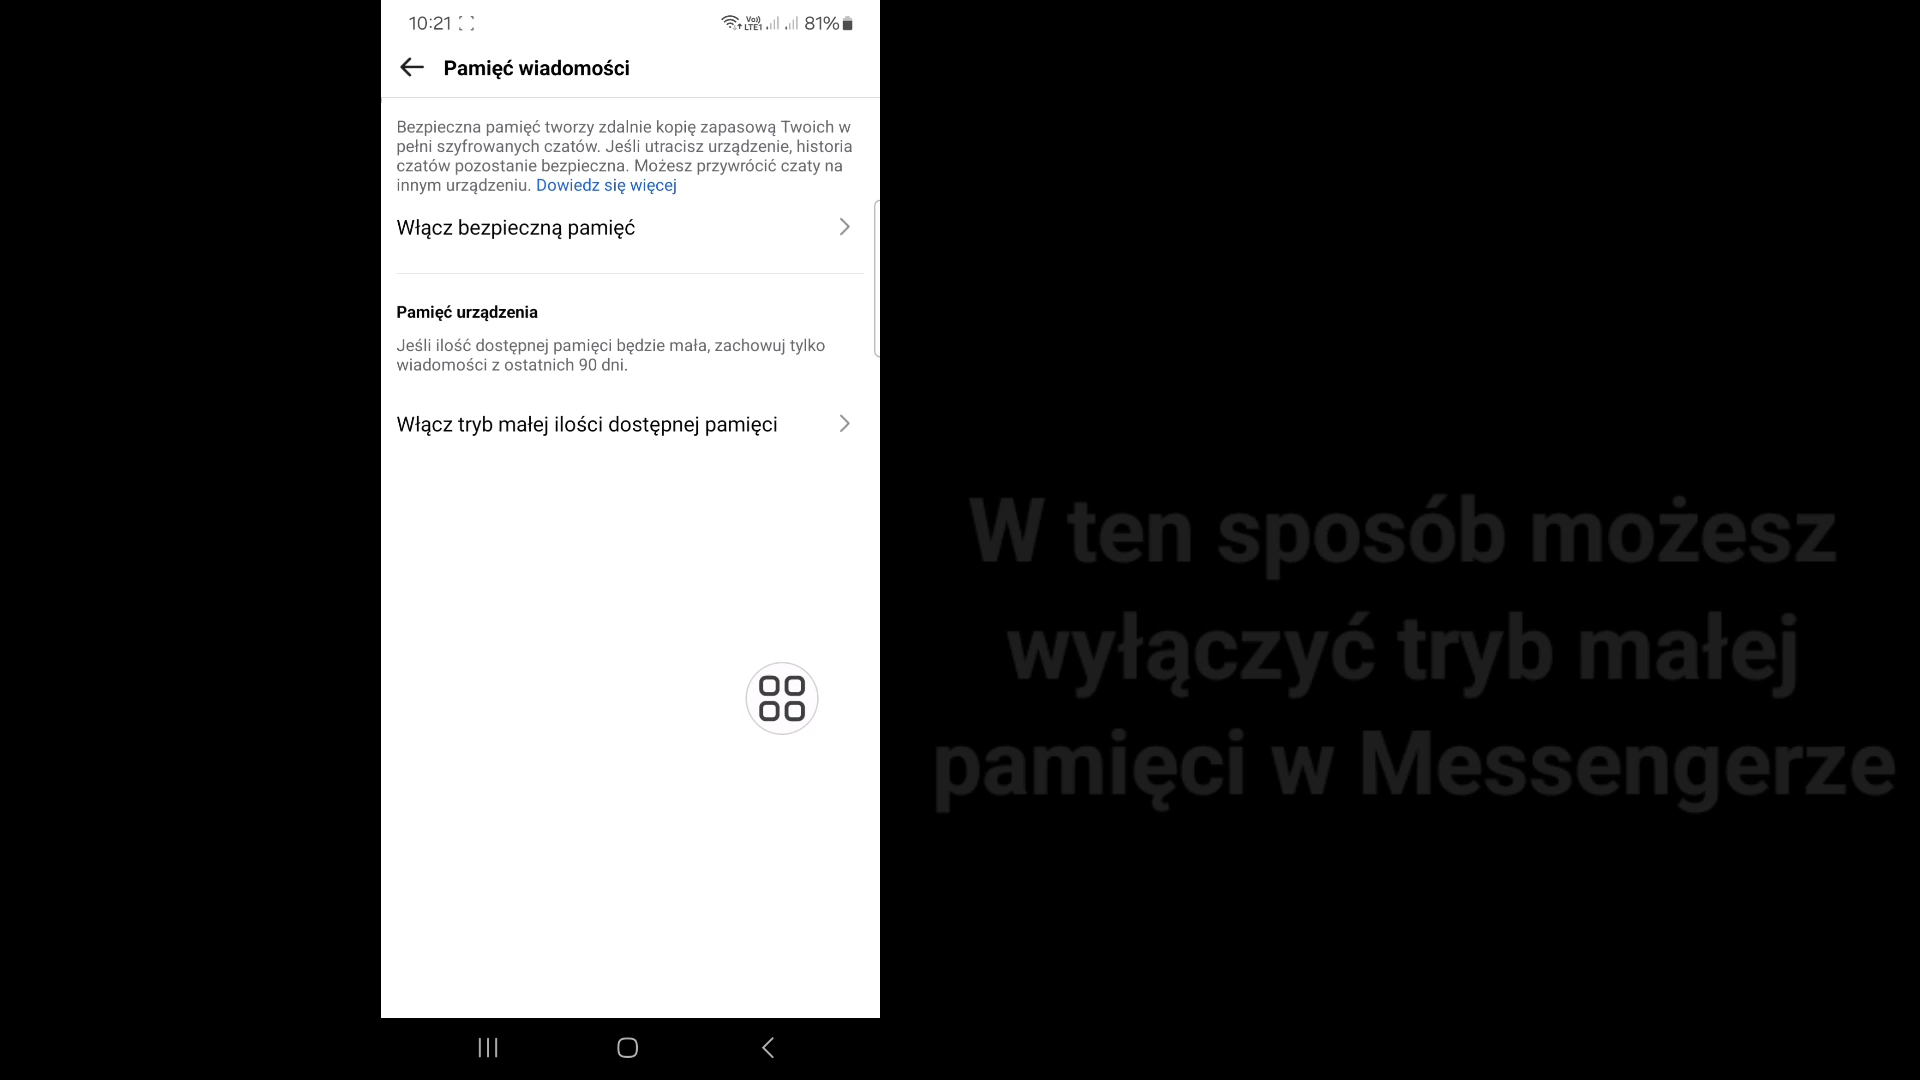 10:21
Vo)) LTE1 81%
Pamięć wiadomości
Bezpieczna pamięć tworzy zdalnie kopię zapasową Twoich w
pełni szyfrowanych czatów. Jeśli utracisz urządzenie, historia
czatów pozostanie bezpieczna. Możesz przywrócić czaty na
innym urządzeniu. Dowiedz się więcej
Włącz bezpieczną pamięć
Pamięć urządzenia
Jeśli ilość dostępnej pamięci będzie mała, zachowuj tylko
wiadomości z ostatnich 90 dni.
Włącz tryb małej ilości dostępnej pamięci
W ten sposób możesz
wyłączyć tryb małej
pamięci w Messengerze